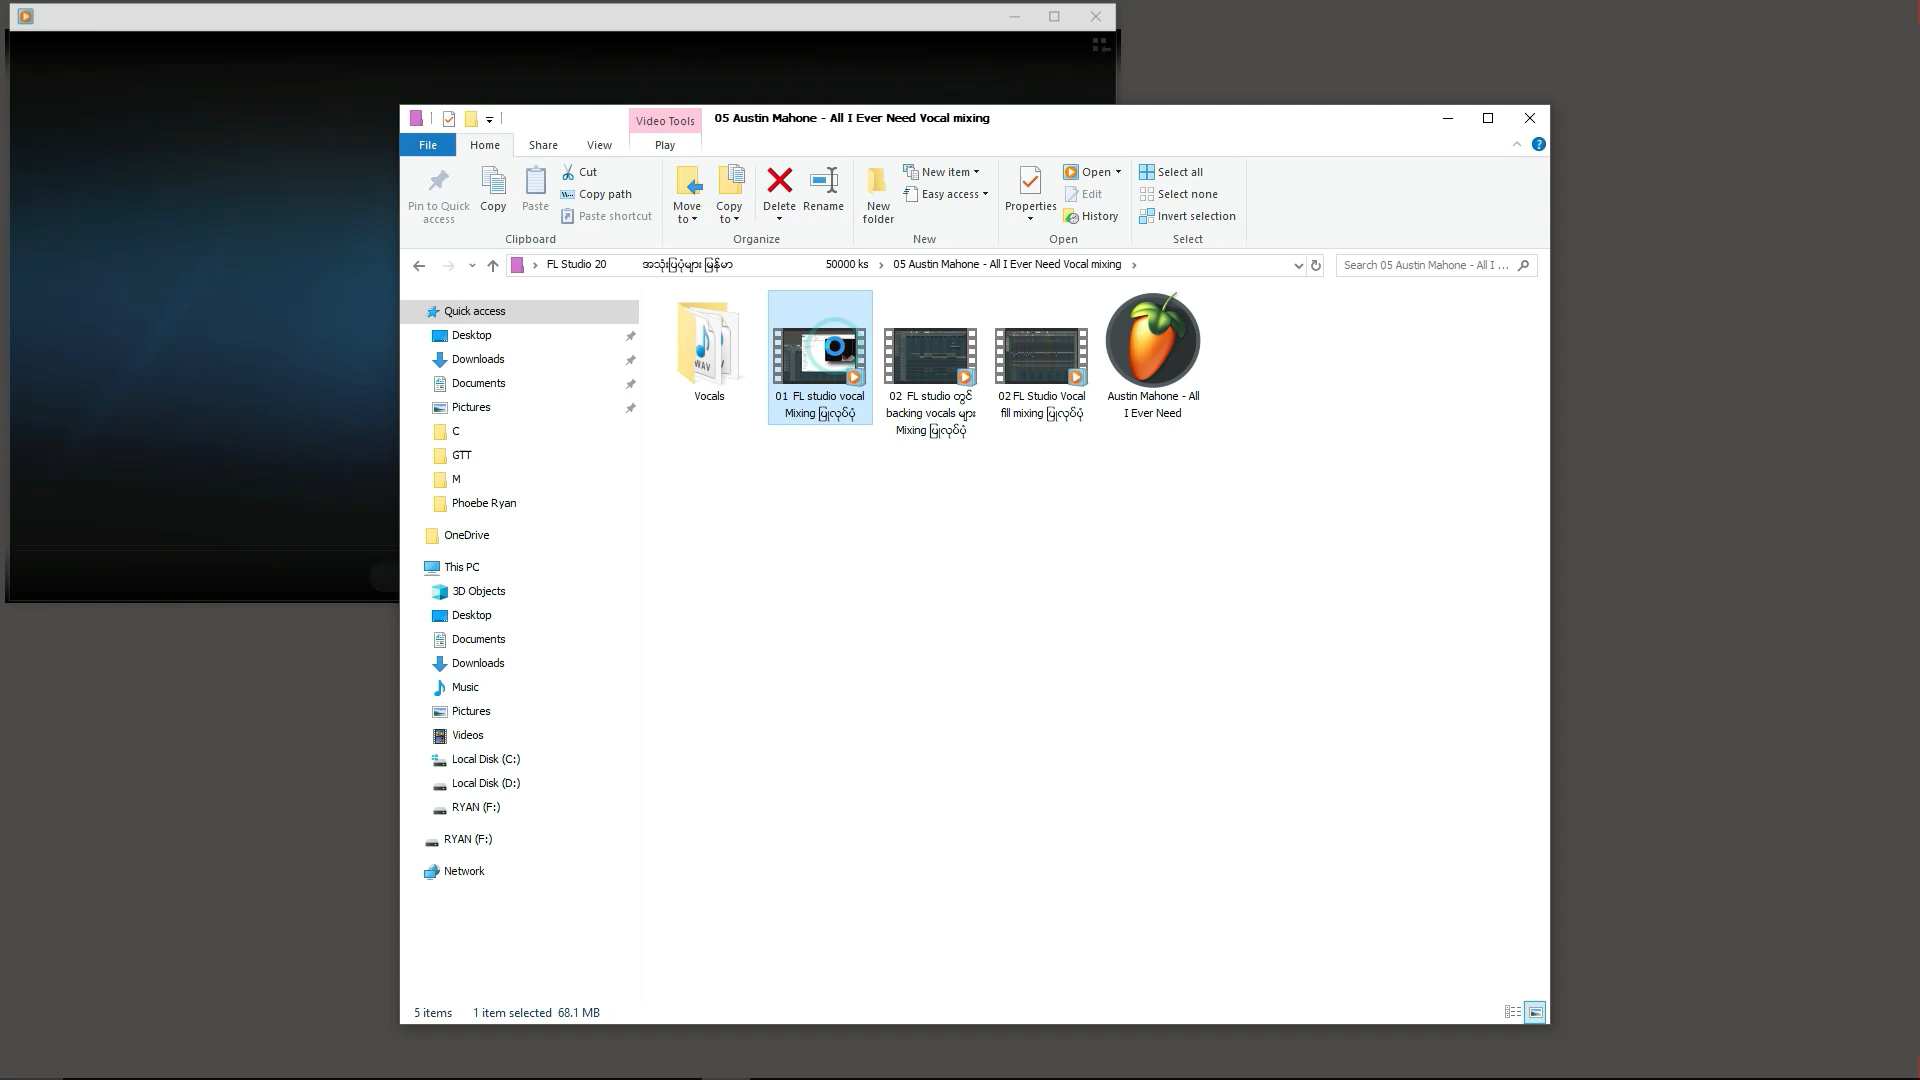 Video Tools
05 Austin Mahone - All I Ever Need Vocal mixing
File
Home
Share
View
Play
Pin to Quick
access
Copy
Paste
Cut
Copy path
Paste shortcut
Clipboard
Move
to
Copy
to
Delete
Rename
Organize
New
folder
New item
Easy access
New
Properties
Open
Edit
History
Open
Select all
Select none
Invert selection
Select
FL Studio 20 အသုံးပြုပုံများ မြန်မာ 50000 ks
05 Austin Mahone - All I Ever Need Vocal mixing
Search 05 Austin Mahone - All I ...
Quick access
Desktop
Downloads
Documents
Pictures
C
GTT
M
Phoebe Ryan
OneDrive
This PC
3D Objects
Desktop
Documents
Downloads
Music
Pictures
Videos
Local Disk (C:)
Local Disk (D:)
RYAN (F:)
RYAN (F:)
Network
WAV
Vocals
01 FL studio vocal
Mixing ပြုလုပ်ပုံ
02 FL studio တွင်
backing vocals များ
Mixing ပြုလုပ်ပုံ
02 FL Studio Vocal
fill mixing ပြုလုပ်ပုံ
Austin Mahone - All
I Ever Need
5 items
1 item selected 68.1 MB